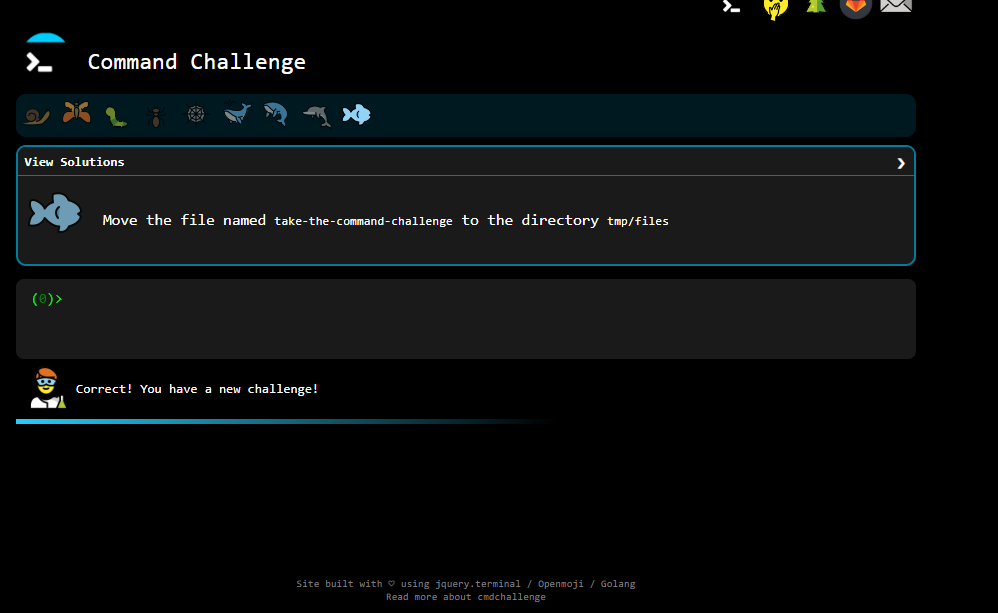 Command Challenge
View Solutions
Move the file named take-the-command-challenge to the directory tmp/files
(0)>
Correct! You have a new challenge!
Site built with ♡ using jquery.terminal / Openmoji / Golang
Read more about cmdchallenge